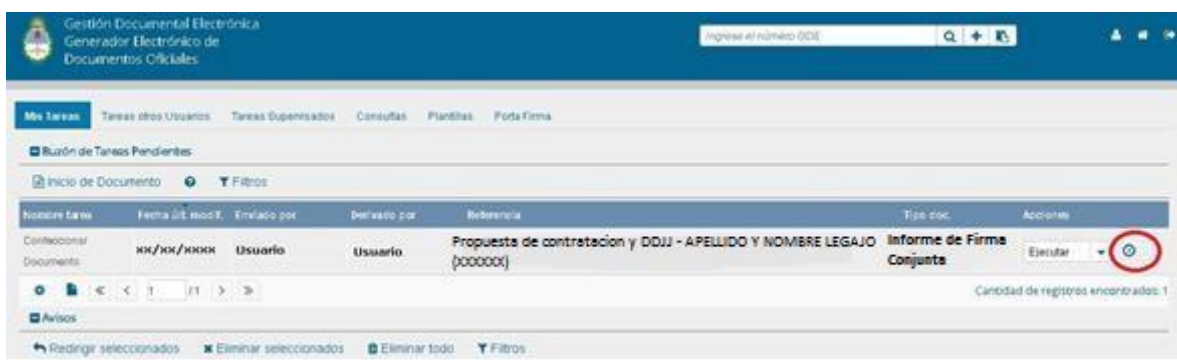 Gestión Documental Electrónica
Generador Electrónico de
Documentos Oficiales
Ingrese el número GDE
Mis Tareas Tareas otros Usuarios Tareas Supervisados Consultas Plantillas Porta Firma
Buzón de Tareas Pendientes
Inicio de Documento Filtros
Nombre tarea Fecha últ. modif. Enviado por Derivado por Referencia Tipo doc. Acciones
Confeccionar
Documento
xx/xx/xxxx Usuario Usuario
Propuesta de contratacion y DDJJ - APELLIDO Y NOMBRE LEGAJO
(XXXXXX)
Informe de Firma
Conjunta
Ejecutar
1 /1
Cantidad de registros encontrados: 1
Avisos
Redirigir seleccionados Eliminar seleccionados Eliminar todo Filtros